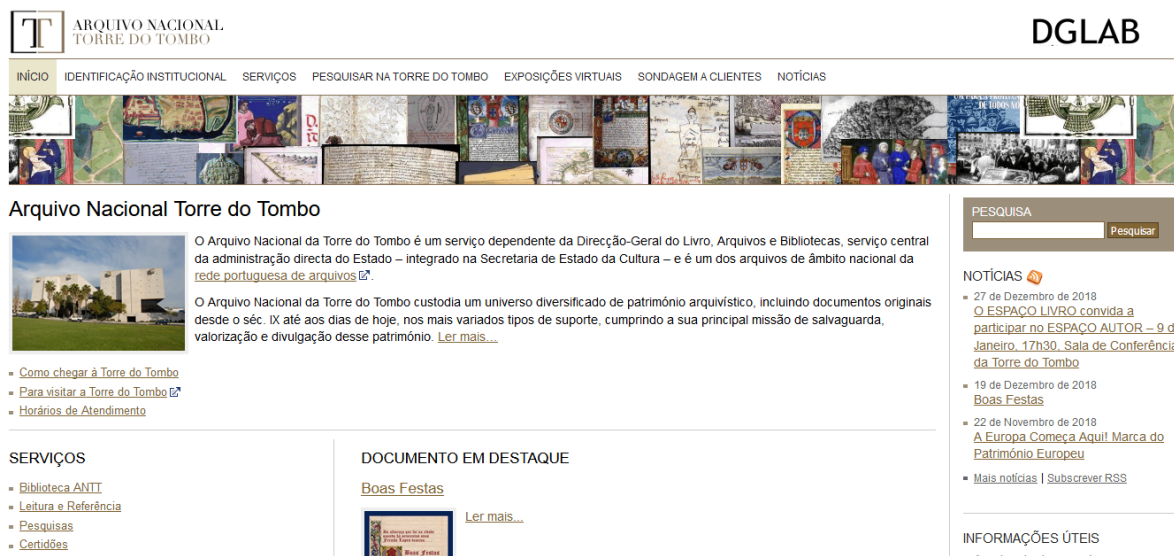 ARQUIVO NACIONAL
TORRE DO TOMBO
DGLAB
INÍCIO IDENTIFICAÇÃO INSTITUCIONAL SERVIÇOS PESQUISAR NA TORRE DO TOMBO EXPOSIÇÕES VIRTUAIS SONDAGEM A CLIENTES NOTÍCIAS
Arquivo Nacional Torre do Tombo
O Arquivo Nacional da Torre do Tombo é um serviço dependente da Direcção-Geral do Livro, Arquivos e Bibliotecas, serviço central
da administração directa do Estado – integrado na Secretaria de Estado da Cultura – e é um dos arquivos de âmbito nacional da
rede portuguesa de arquivos.
O Arquivo Nacional da Torre do Tombo custodia um universo diversificado de património arquivístico, incluindo documentos originais
desde o séc. IX até aos dias de hoje, nos mais variados tipos de suporte, cumprindo a sua principal missão de salvaguarda,
valorização e divulgação desse património. Ler mais...
Como chegar à Torre do Tombo
Para visitar a Torre do Tombo
Horários de Atendimento
SERVIÇOS
Biblioteca ANTT
Leitura e Referência
Pesquisas
Certidões
DOCUMENTO EM DESTAQUE
Boas Festas
Ler mais...
Boas Festas
PESQUISA
Pesquisar
NOTÍCIAS
27 de Dezembro de 2018
O ESPAÇO LIVRO convida a
participar no ESPAÇO AUTOR – 9 d
Janeiro, 17h30, Sala de Conferência
da Torre do Tombo
19 de Dezembro de 2018
Boas Festas
22 de Novembro de 2018
A Europa Começa Aqui! Marca do
Património Europeu
Mais notícias | Subscrever RSS
INFORMAÇÕES ÚTEIS